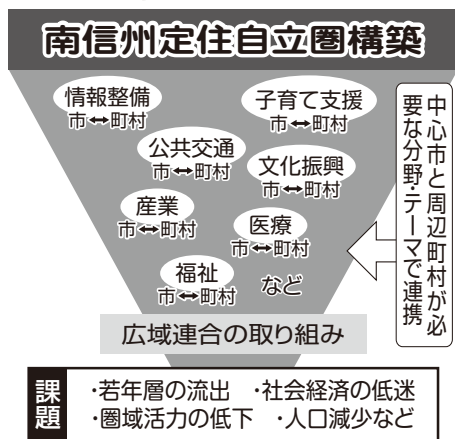 南信州定住自立圏構築
情報整備
市↔町村
子育て支援
市↔町村
公共交通
市↔町村
文化振興
市↔町村
産業
市↔町村
医療
市↔町村
福祉
市↔町村
など
中心市と周辺町村が必
要な分野・テーマで連携
広域連合の取り組み
課題
・若年層の流出 ・社会経済の低迷
・圏域活力の低下 ・人口減少など